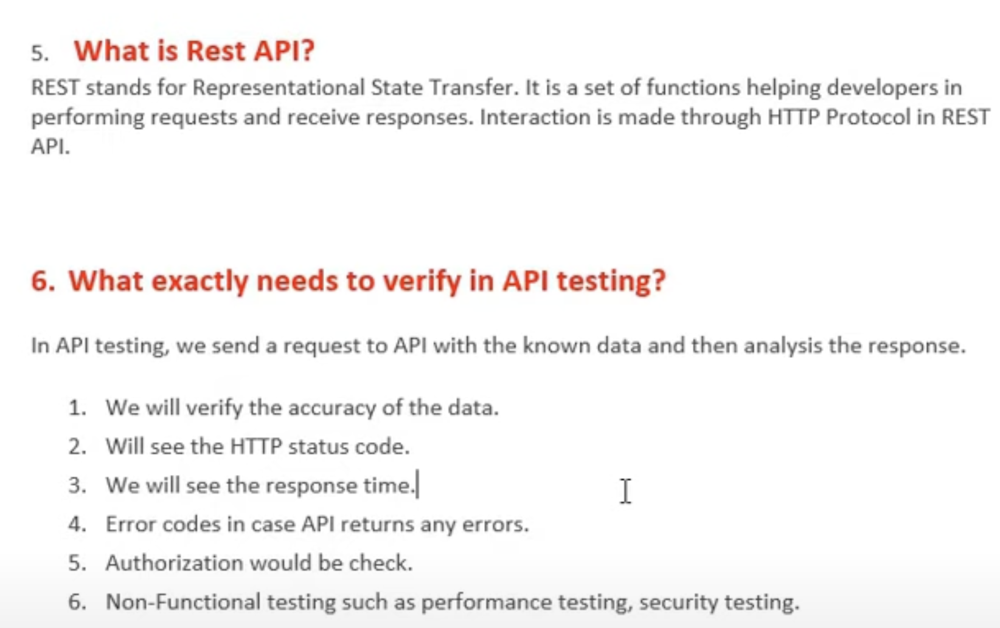 5. What is Rest API?
REST stands for Representational State Transfer. It is a set of functions helping developers in
performing requests and receive responses. Interaction is made through HTTP Protocol in REST
API.
6. What exactly needs to verify in API testing?
In API testing, we send a request to API with the known data and then analysis the response.
1. We will verify the accuracy of the data.
2. Will see the HTTP status code.
3. We will see the response time.
4. Error codes in case API returns any errors.
5. Authorization would be check.
6. Non-Functional testing such as performance testing, security testing.